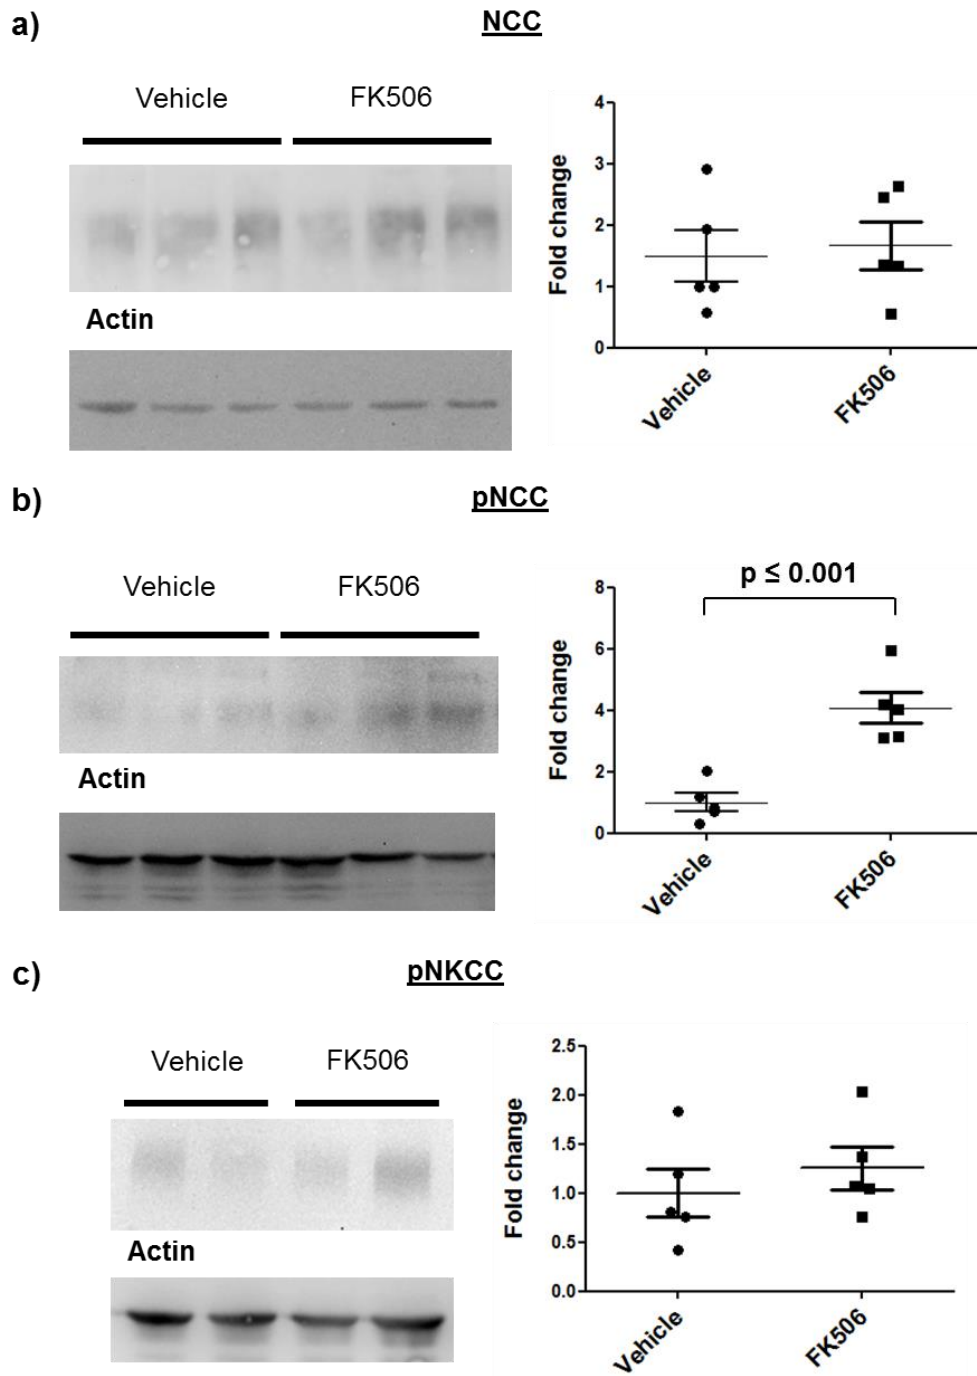 a)
NCC
Vehicle
FK506
Actin
4
3
2
1
0
Fold change
Vehicle
FK506
b)
pNCC
Vehicle
FK506
Actin
p ≤ 0.001
8
6
4
2
0
Fold change
Vehicle
FK506
c)
pNKCC
Vehicle
FK506
Actin
2.5
2.0
1.5
1.0
0.5
0.0
Fold change
Vehicle
FK506